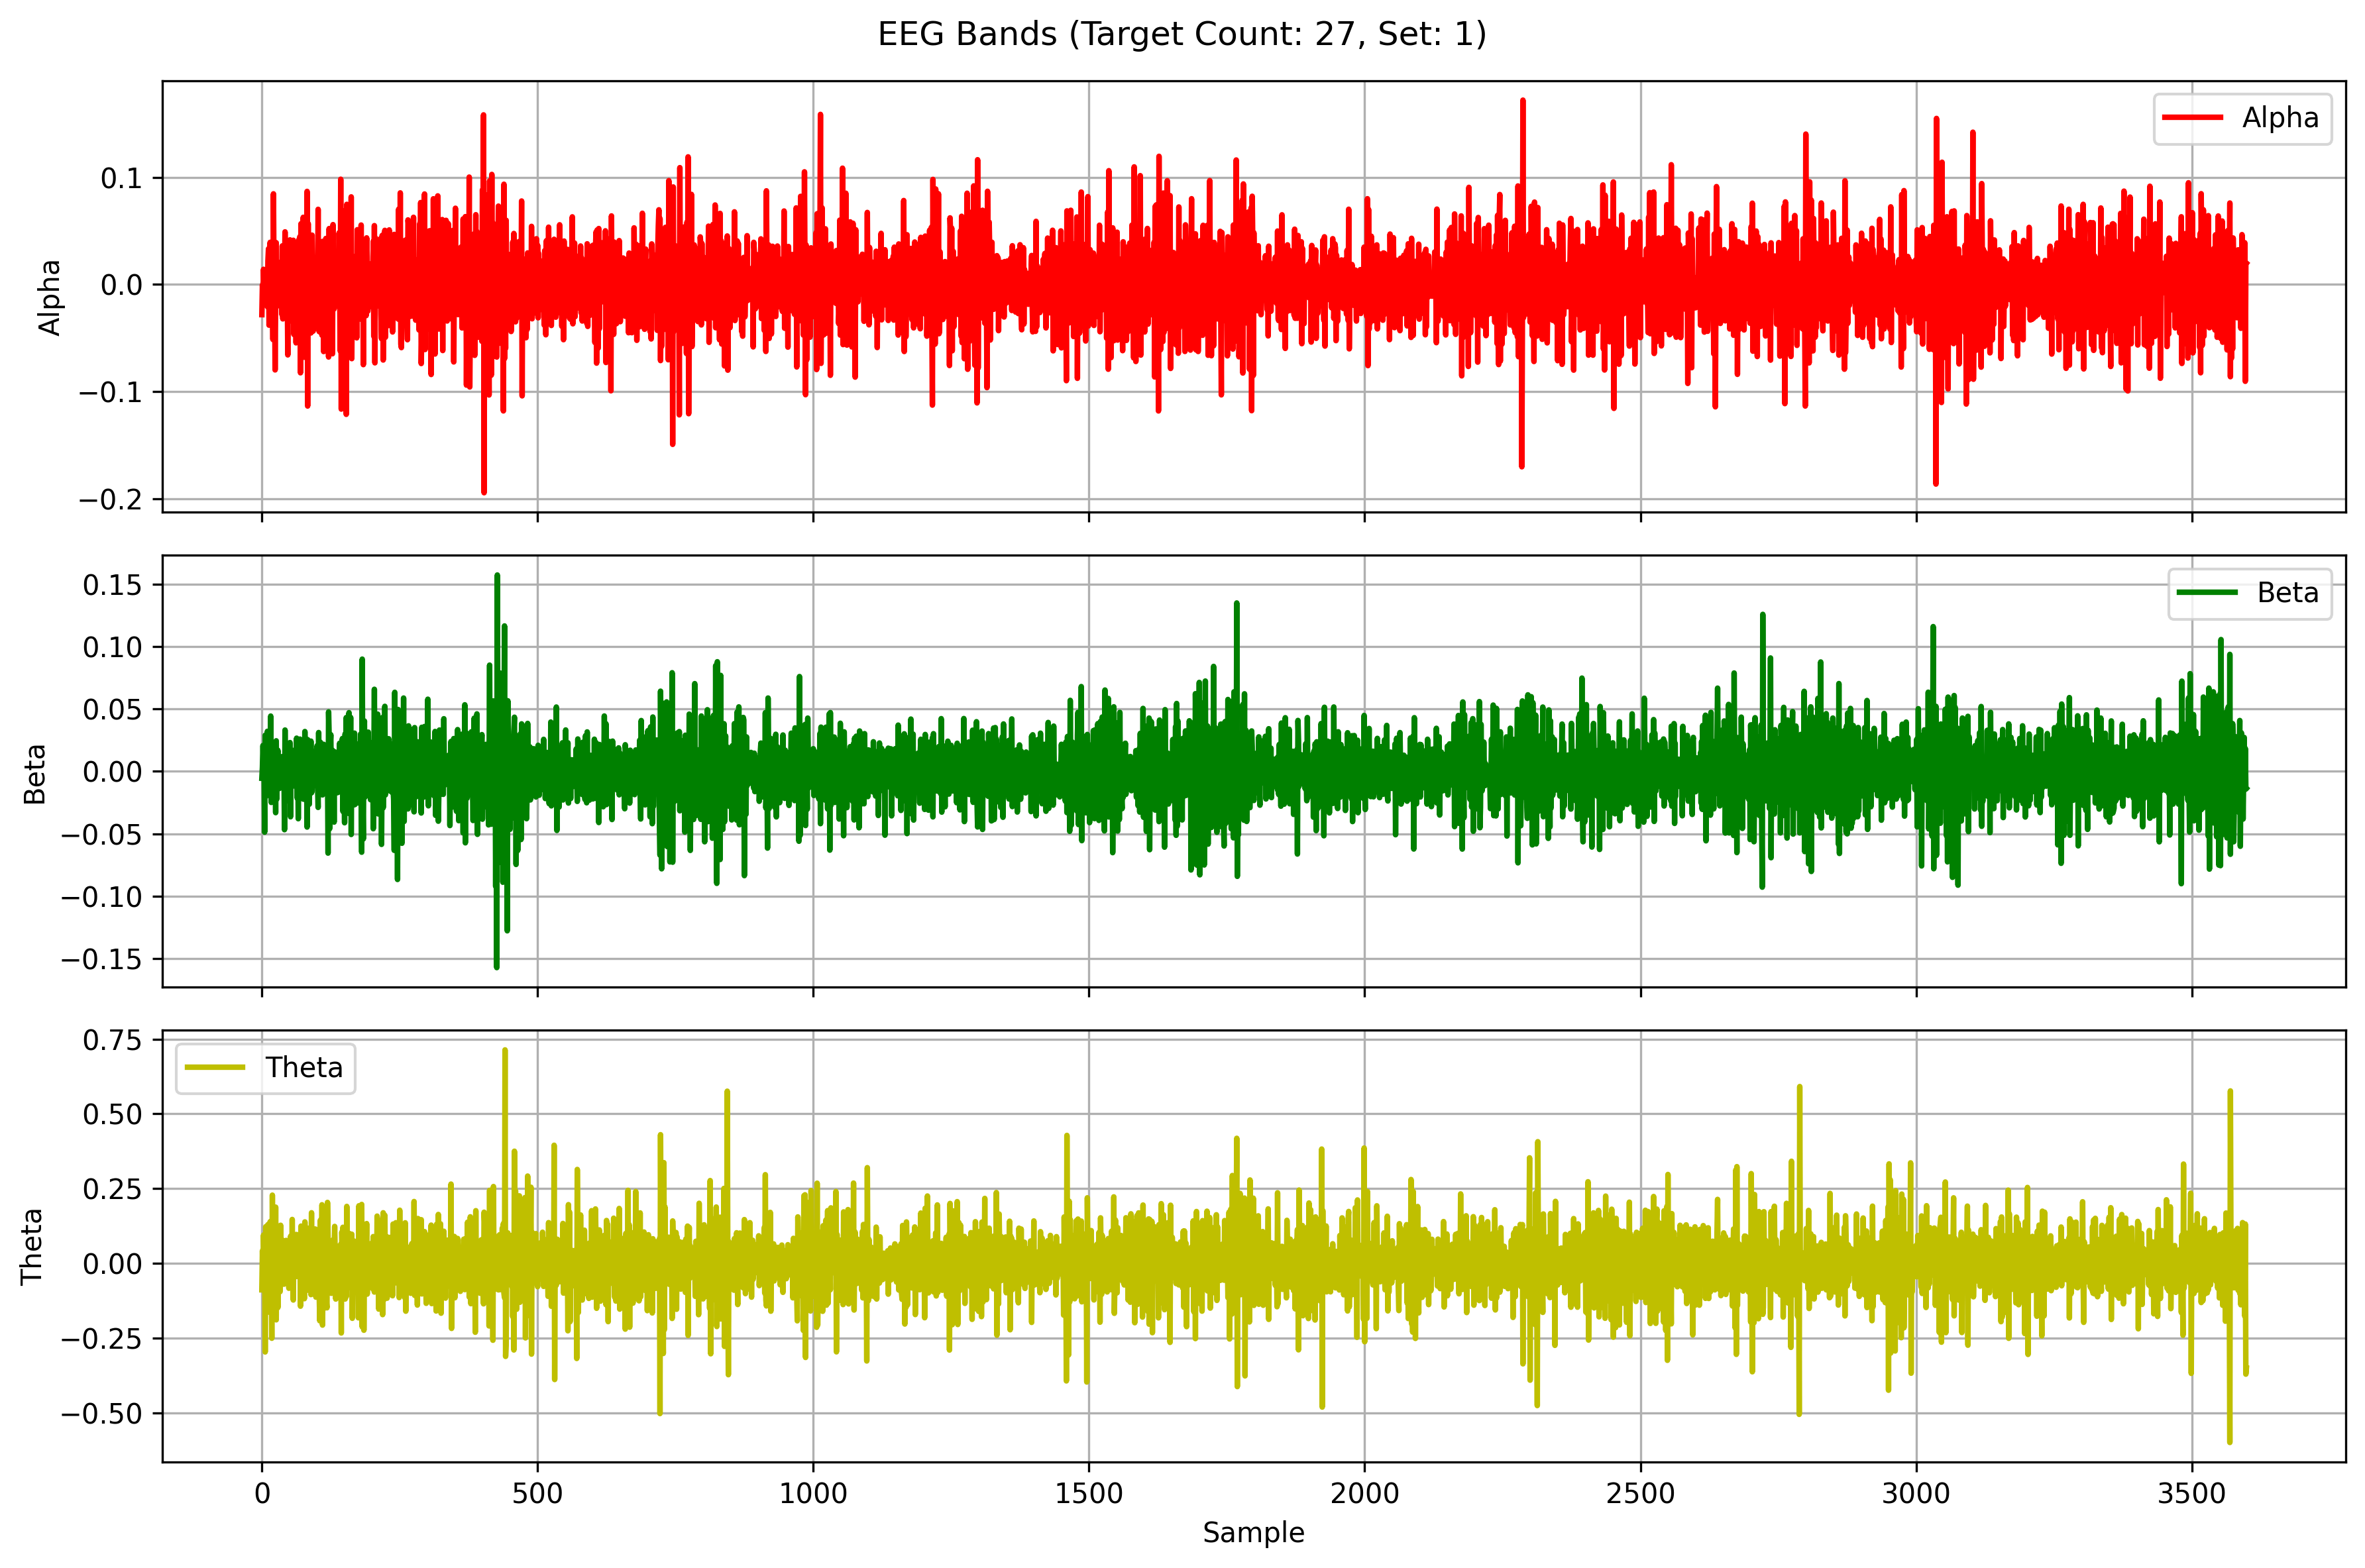 EEG Bands (Target Count: 27, Set: 1)
Alpha
0.1
0.0
−0.1
−0.2
Alpha
Beta
0.15
0.10
0.05
0.00
−0.05
−0.10
−0.15
Beta
0.75
Theta
0.50
0.25
0.00
−0.25
−0.50
Theta
0 500 1000 1500 2000 2500 3000 3500
Sample